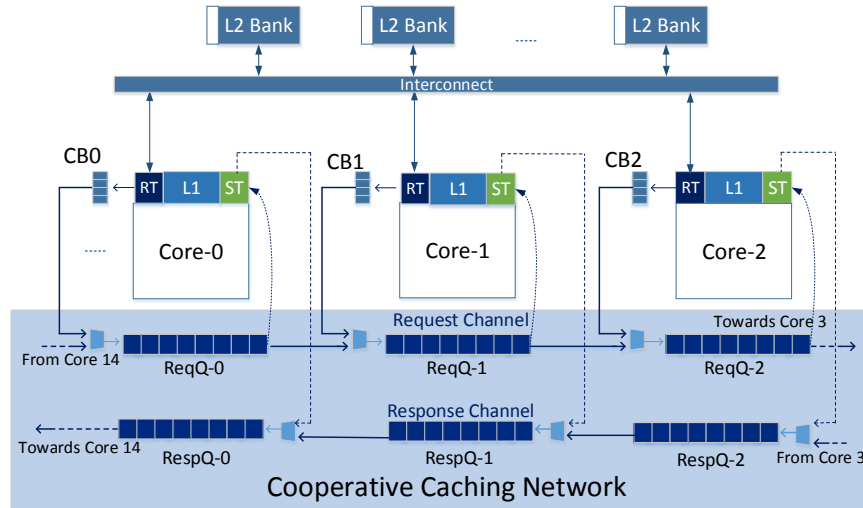 L2 Bank
L2 Bank
L2 Bank
Interconnect
CB0
RT
L1
ST
CB1
RT
L1
ST
CB2
RT
L1
ST
Core-0
Core-1
Core-2
Request Channel
Towards Core 3
From Core 14
ReqQ-0
ReqQ-1
ReqQ-2
Response Channel
Towards Core 14
RespQ-0
RespQ-1
RespQ-2
From Core 3
Cooperative Caching Network